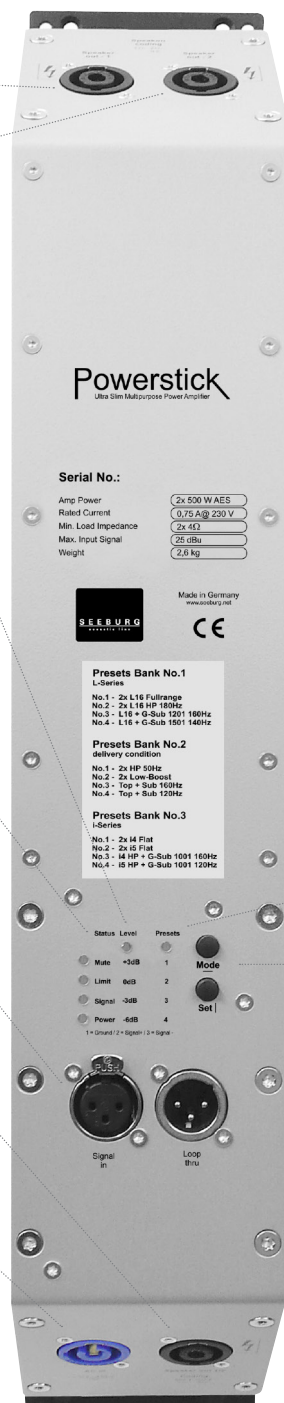 Speaker out - 1
Speaker out - 2
Powerstick
Ultra Slim Multipurpose Power Amplifier
Serial No.:
Amp Power 2x 500 W AES
Rated Current 0,75 A@ 230 V
Min. Load Impedance 2x 4Ω
Max. Input Signal 25 dBu
Weight 2,6 kg
SEEBURG
acoustic line
Made in Germany
www.seeburg.net
CE
Presets Bank No.1
L-Series
No.1 - 2x L16 Fullrange
No.2 - 2x L16 HP 180Hz
No.3 - L16 + G-Sub 1201 160Hz
No.4 - L16 + G-Sub 1501 140Hz
Presets Bank No.2
delivery condition
No.1 - 2x HP 50Hz
No.2 - 2x Low-Boost
No.3 - Top + Sub 160Hz
No.4 - Top + Sub 120Hz
Presets Bank No.3
i-Series
No.1 - 2x i4 Flat
No.2 - 2x i5 Flat
No.3 - i4 HP + G-Sub 1001 160Hz
No.4 - i5 HP + G-Sub 1001 120Hz
Status Level Presets
Mute +3dB 1
Mode
Limit 0dB 2
Signal -3dB 3
Set |
Power -6dB 4
1 = Ground / 2 = Signal+ / 3 = Signal -
PUSH
Signal in
Loop thru